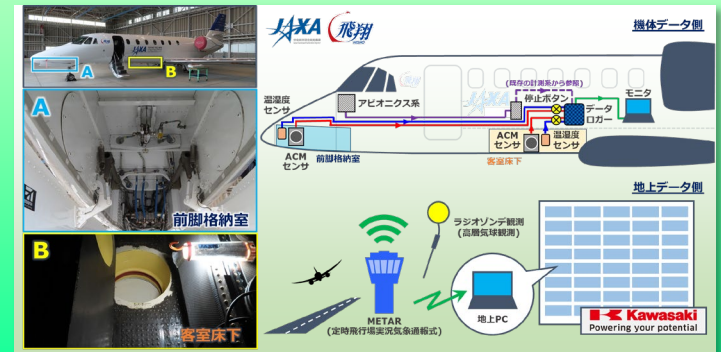 JAXA
A
B
A
前脚格納室
B
客室床下
JAXA
飛翔
機体データ側
(既存の計測系から参照)
アビオニクス系
停止ボタン
モニタ
データ
ロガー
温湿度
センサ
ACM
センサ
前脚格納室
ACM
センサ
温湿度
センサ
客室床下
地上データ側
ラジオゾンデ観測
(高層気球観測)
METAR
(定時飛行場実況気象通報式)
地上PC
Kawasaki
Powering your potential